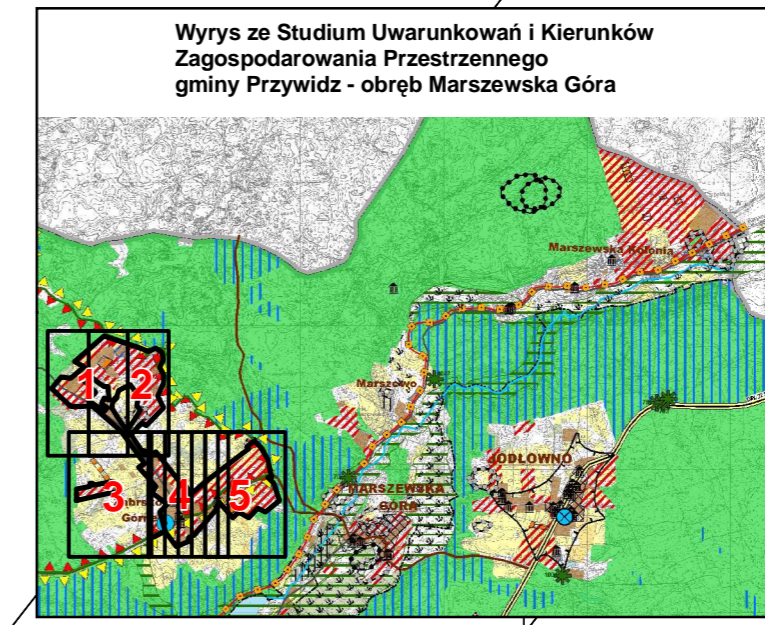 Wyrys ze Studium Uwarunkowań i Kierunków
Zagospodarowania Przestrzennego
gminy Przywidz - obręb Marszewska Góra
Marszewska Kolonia
Marszewo
JODŁOWNO
MARSZEWSKA
GÓRA
1
2
3
4
5